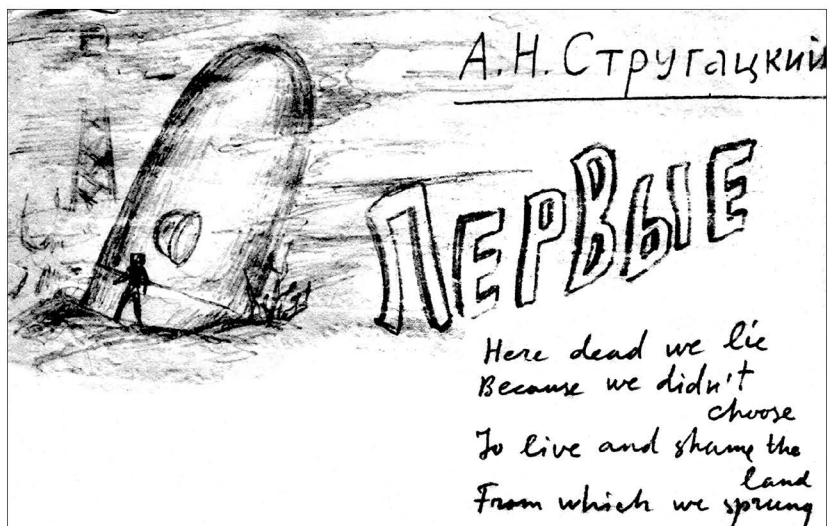 А.Н.Стругацкий
ПЕРВЫЕ
Here dead we lie
Because we didn't
choose
To live and shame the
land
From which we sprung